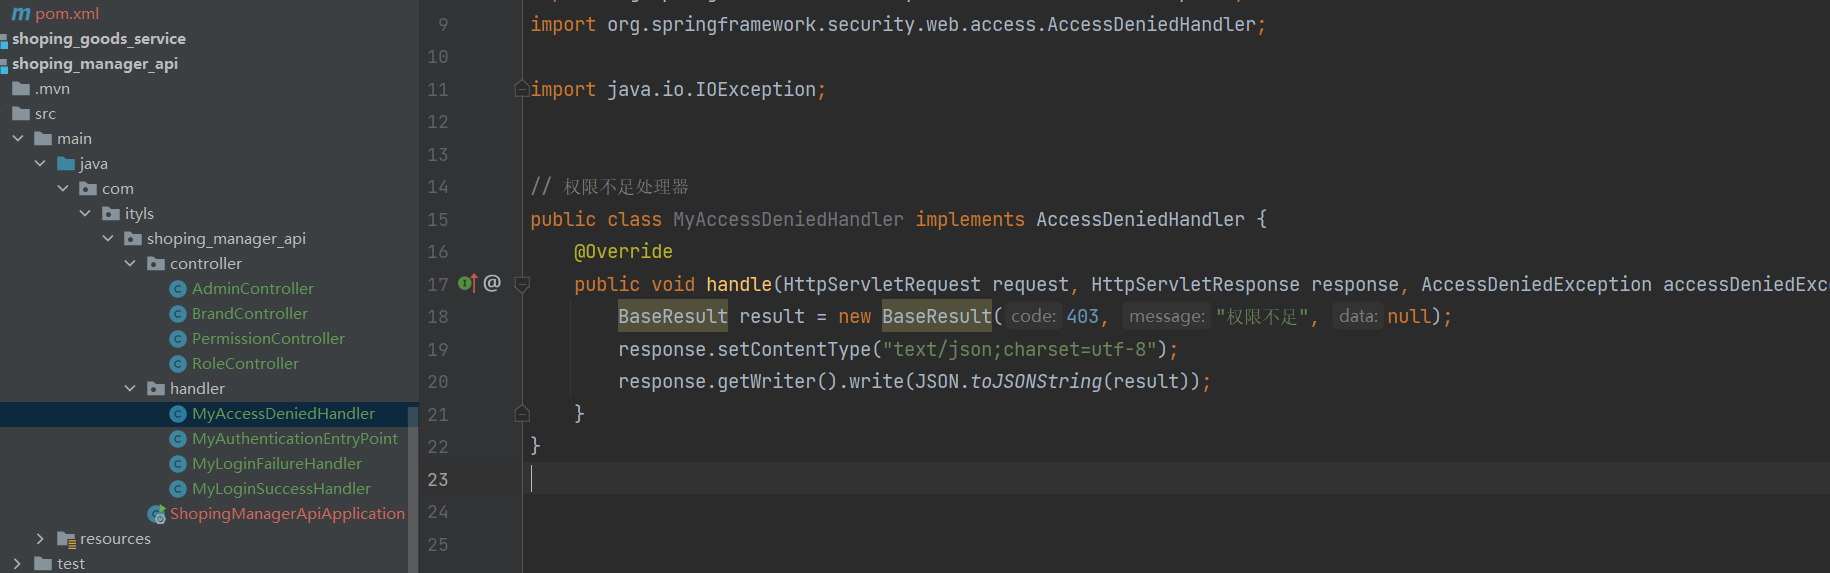 pom.xml
shoping_goods_service
shoping_manager_api
.mvn
src
main
java
com
ityls
shoping_manager_api
controller
AdminController
BrandController
PermissionController
RoleController
handler
MyAccessDeniedHandler
MyAuthenticationEntryPoint
MyLoginFailureHandler
MyLoginSuccessHandler
ShopingManagerApiApplication
resources
test
9 import org.springframework.security.web.access.AccessDeniedHandler;
10
11 import java.io.IOException;
12
13
14 // 权限不足处理器
15 public class MyAccessDeniedHandler implements AccessDeniedHandler {
16 @Override
17 public void handle(HttpServletRequest request, HttpServletResponse response, AccessDeniedException accessDeniedExc
18 BaseResult result = new BaseResult( code: 403, message: "权限不足", data: null);
19 response.setContentType("text/json;charset=utf-8");
20 response.getWriter().write(JSON.toJSONString(result));
21 }
22 }
23
24
25